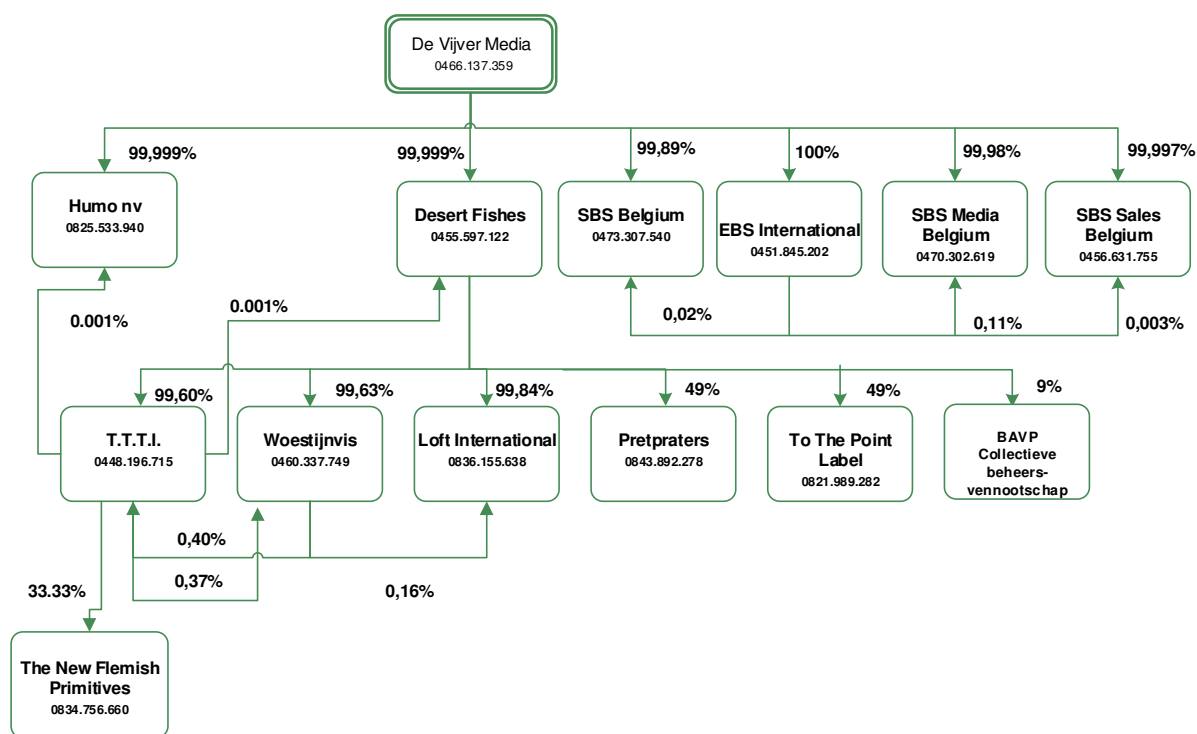 De Vijver Media
0466.137.359
99,999%
99,999%
99,89%
100%
99,98%
99,997%
Humo nv
0825.533.940
Desert Fishes
0455.597.122
SBS Belgium
0473.307.540
EBS International
0451.845.202
SBS Media
Belgium
0470.302.619
SBS Sales
Belgium
0456.631.755
0.001%
0.001%
0,02%
0,11%
0,003%
99,60%
99,63%
99,84%
49%
49%
9%
T.T.T.I.
0448.196.715
Woestijnvis
0460.337.749
Loft International
0836.155.638
Pretpraters
0843.892.278
To The Point
Label
0821.989.282
BAVP
Collectieve
beheers-
vennootschap
0,40%
0,37%
0,16%
33.33%
The New Flemish
Primitives
0834.756.660